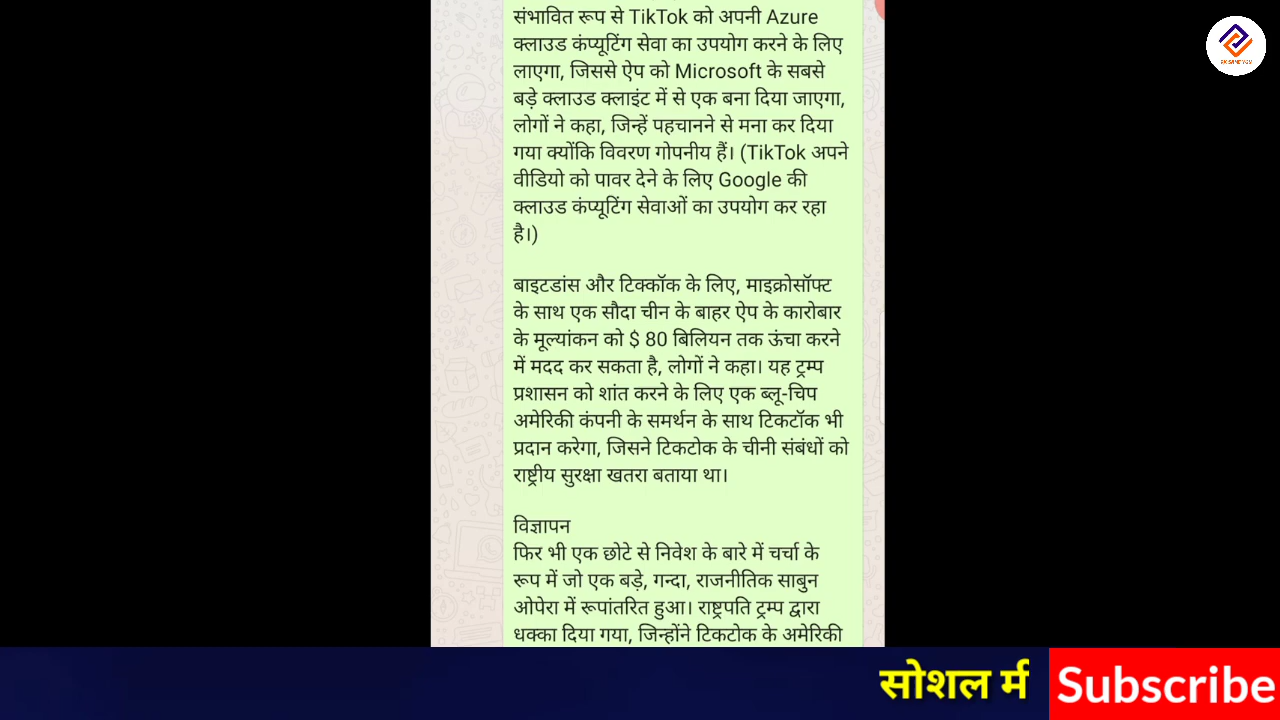 संभावित रूप से TikTok को अपनी Azure
क्लाउड कंप्यूटिंग सेवा का उपयोग करने के लिए
लाएगा, जिससे ऐप को Microsoft के सबसे
बड़े क्लाउड क्लाइंट में से एक बना दिया जाएगा,
लोगों ने कहा, जिन्हें पहचानने से मना कर दिया
गया क्योंकि विवरण गोपनीय हैं। (TikTok अपने
वीडियो को पावर देने के लिए Google की
क्लाउड कंप्यूटिंग सेवाओं का उपयोग कर रहा
है।)
बाइटडांस और टिक्कॉक के लिए, माइक्रोसॉफ्ट
के साथ एक सौदा चीन के बाहर ऐप के कारोबार
के मूल्यांकन को $ 80 बिलियन तक ऊंचा करने
में मदद कर सकता है, लोगों ने कहा। यह ट्रम्प
प्रशासन को शांत करने के लिए एक ब्लू-चिप
अमेरिकी कंपनी के समर्थन के साथ टिकटॉक भी
प्रदान करेगा, जिसने टिकटोक के चीनी संबंधों को
राष्ट्रीय सुरक्षा खतरा बताया था।
विज्ञापन
फिर भी एक छोटे से निवेश के बारे में चर्चा के
रूप में जो एक बड़े, गन्दा, राजनीतिक साबुन
ओपेरा में रूपांतरित हुआ। राष्ट्रपति ट्रम्प द्वारा
धक्का दिया गया, जिन्होंने टिकटोक के अमेरिकी
सोशल
Subscribe